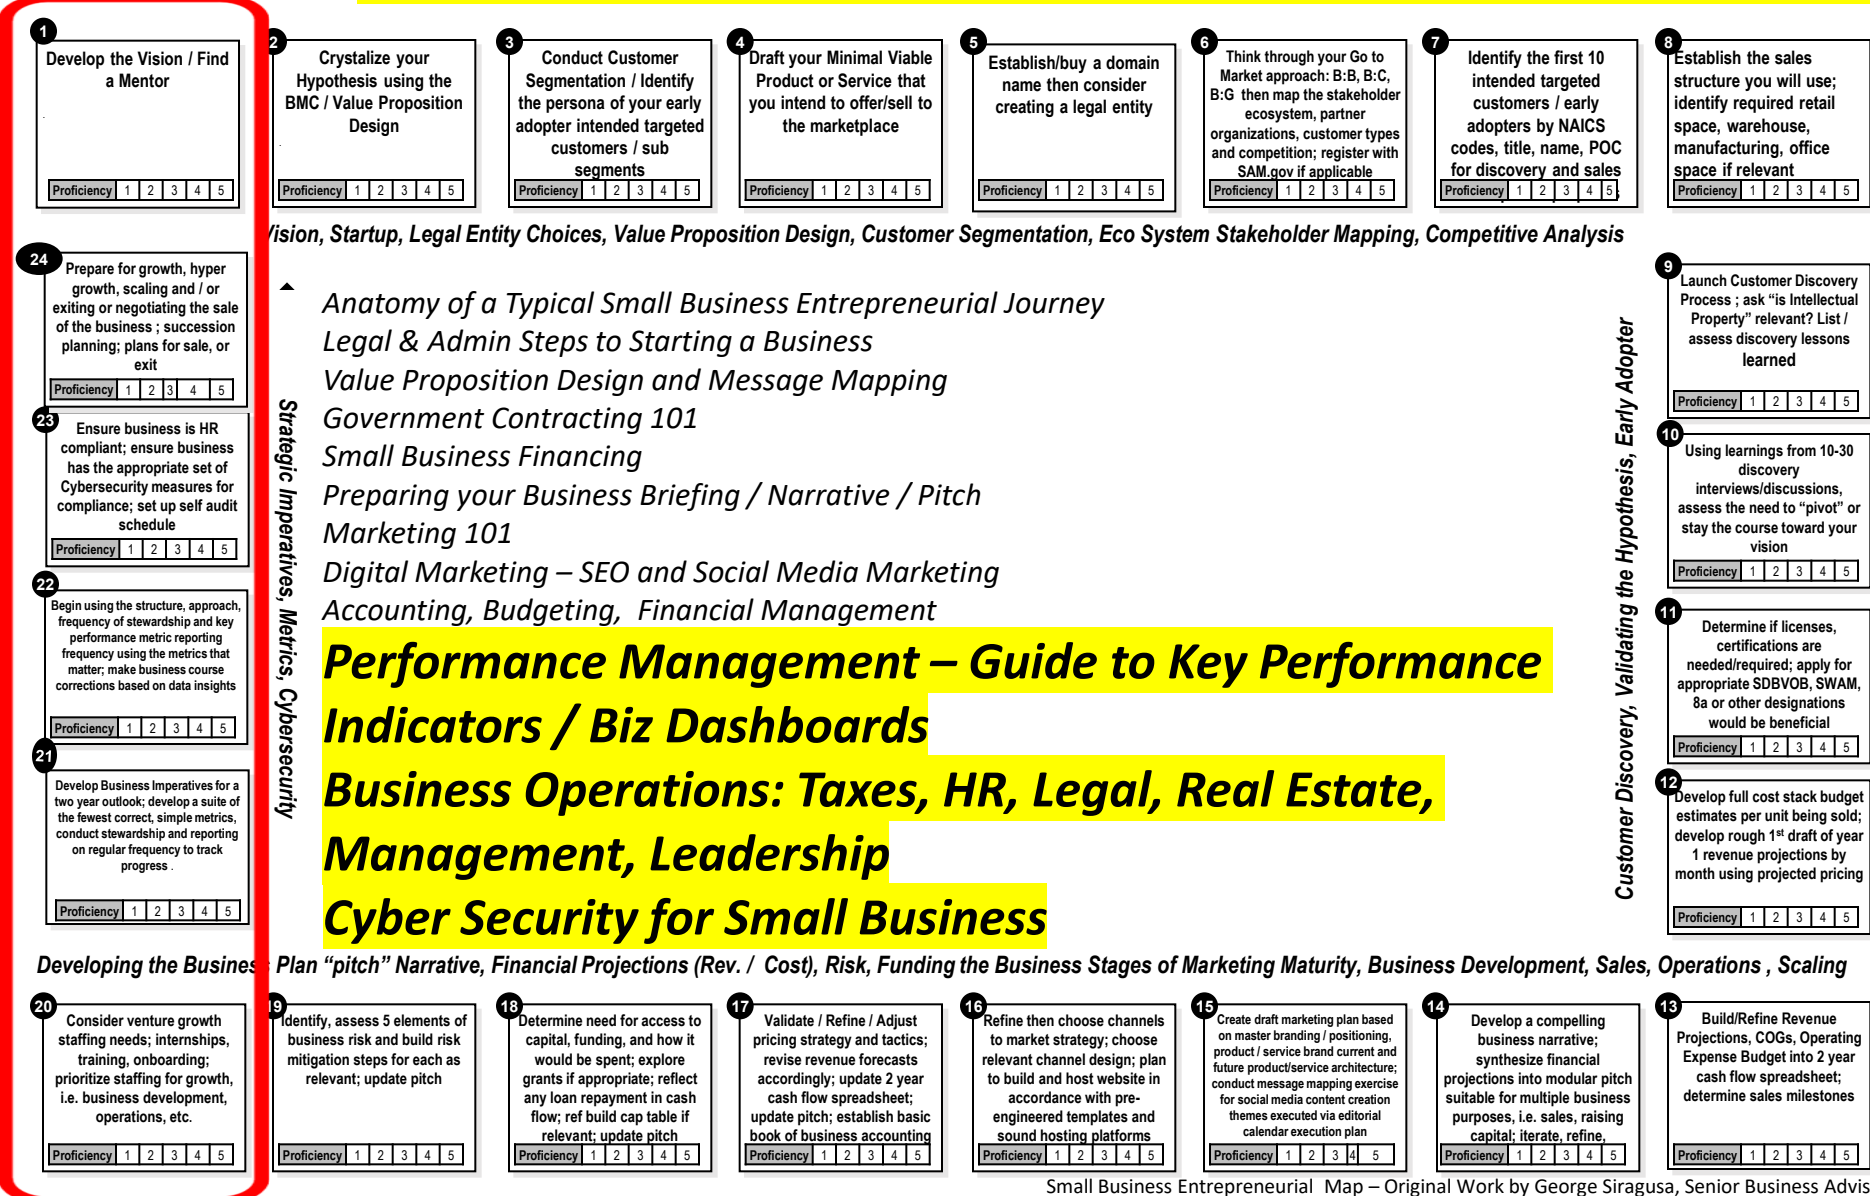 1
Develop the Vision / Find
a Mentor
Proficiency 1 2 3 4 5
2
Crystalize your
Hypothesis using the
BMC / Value Proposition
Design
Proficiency 1 2 3 4 5
3
Conduct Customer
Segmentation / Identify
the persona of your early
adopter intended targeted
customers / sub
segments
Proficiency 1 2 3 4 5
4
Draft your Minimal Viable
Product or Service that
you intend to offer/sell to
the marketplace
Proficiency 1 2 3 4 5
5
Establish/buy a domain
name then consider
creating a legal entity
Proficiency 1 2 3 4 5
6
Think through your Go to
Market approach: B:B, B:C,
B:G then map the stakeholder
ecosystem, partner
organizations, customer types
and competition; register with
SAM.gov if applicable
Proficiency 1 2 3 4 5
7
Identify the first 10
intended targeted
customers / early
adopters by NAICS
codes, title, name, POC
for discovery and sales
Proficiency 1 2 3 4 5
8
Establish the sales
structure you will use;
identify required retail
space, warehouse,
manufacturing, office
space if relevant
Proficiency 1 2 3 4 5
Vision, Startup, Legal Entity Choices, Value Proposition Design, Customer Segmentation, Eco System Stakeholder Mapping, Competitive Analysis
24
Prepare for growth, hyper
growth, scaling and / or
exiting or negotiating the sale
of the business ; succession
planning; plans for sale, or
exit
Proficiency 1 2 3 4 5
23
Ensure business is HR
compliant; ensure business
has the appropriate set of
Cybersecurity measures for
compliance; set up self audit
schedule
Proficiency 1 2 3 4 5
22
Begin using the structure, approach,
frequency of stewardship and key
performance metric reporting
frequency using the metrics that
matter; make business course
corrections based on data insights
Proficiency 1 2 3 4 5
21
Develop Business Imperatives for a
two year outlook; develop a suite of
the fewest correct, simple metrics,
conduct stewardship and reporting
on regular frequency to track
progress .
Proficiency 1 2 3 4 5
Strategic Imperatives, Metrics, Cybersecurity
Anatomy of a Typical Small Business Entrepreneurial Journey
Legal & Admin Steps to Starting a Business
Value Proposition Design and Message Mapping
Government Contracting 101
Small Business Financing
Preparing your Business Briefing / Narrative / Pitch
Marketing 101
Digital Marketing – SEO and Social Media Marketing
Accounting, Budgeting, Financial Management
Performance Management – Guide to Key Performance
Indicators / Biz Dashboards
Business Operations: Taxes, HR, Legal, Real Estate,
Management, Leadership
Cyber Security for Small Business
Customer Discovery, Validating the Hypothesis, Early Adopter
9
Launch Customer Discovery
Process ; ask “is Intellectual
Property” relevant? List /
assess discovery lessons
learned
Proficiency 1 2 3 4 5
10
Using learnings from 10-30
discovery
interviews/discussions,
assess the need to “pivot” or
stay the course toward your
vision
Proficiency 1 2 3 4 5
11
Determine if licenses,
certifications are
needed/required; apply for
appropriate SDBVOB, SWAM,
8a or other designations
would be beneficial
Proficiency 1 2 3 4 5
12
Develop full cost stack budget
estimates per unit being sold;
develop rough 1st draft of year
1 revenue projections by
month using projected pricing
Proficiency 1 2 3 4 5
Developing the Business Plan “pitch” Narrative, Financial Projections (Rev. / Cost), Risk, Funding the Business Stages of Marketing Maturity, Business Development, Sales, Operations , Scaling
20
Consider venture growth
staffing needs; internships,
training, onboarding;
prioritize staffing for growth,
i.e. business development,
operations, etc.
Proficiency 1 2 3 4 5
19
Identify, assess 5 elements of
business risk and build risk
mitigation steps for each as
relevant; update pitch
Proficiency 1 2 3 4 5
18
Determine need for access to
capital, funding, and how it
would be spent; explore
grants if appropriate; reflect
any loan repayment in cash
flow; ref build cap table if
relevant; update pitch
Proficiency 1 2 3 4 5
17
Validate / Refine / Adjust
pricing strategy and tactics;
revise revenue forecasts
accordingly; update 2 year
cash flow spreadsheet;
update pitch; establish basic
book of business accounting
Proficiency 1 2 3 4 5
16
Refine then choose channels
to market strategy; choose
relevant channel design; plan
to build and host website in
accordance with pre-
engineered templates and
sound hosting platforms
Proficiency 1 2 3 4 5
15
Create draft marketing plan based
on master branding / positioning,
product / service brand current and
future product/service architecture;
conduct message mapping exercise
for social media content creation
themes executed via editorial
calendar execution plan
Proficiency 1 2 3 4 5
14
Develop a compelling
business narrative;
synthesize financial
projections into modular pitch
suitable for multiple business
purposes, i.e. sales, raising
capital; iterate, refine,
Proficiency 1 2 3 4 5
13
Build/Refine Revenue
Projections, COGs, Operating
Expense Budget into 2 year
cash flow spreadsheet;
determine sales milestones
Proficiency 1 2 3 4 5
Small Business Entrepreneurial Map – Original Work by George Siragusa, Senior Business Advis